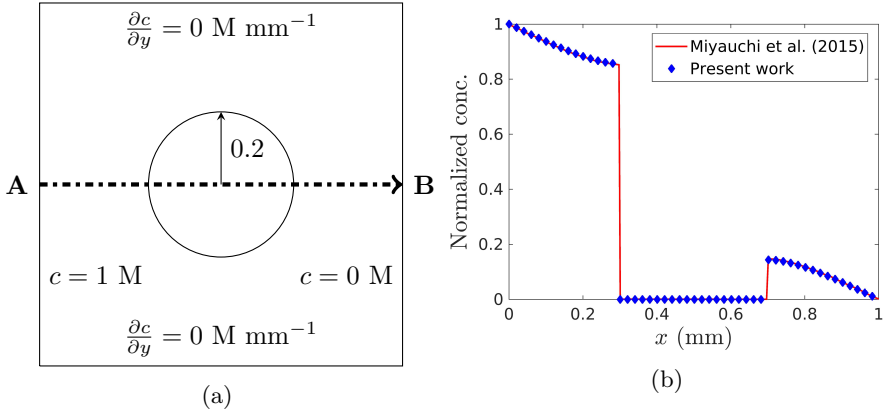 ∂c/∂y = 0 M mm⁻¹
0.2
A
B
c = 1 M
c = 0 M
∂c/∂y = 0 M mm⁻¹
(a)
Normalized conc.
1
0.8
0.6
0.4
0.2
0
Miyauchi et al. (2015)
Present work
0 0.2 0.4 0.6 0.8 1
x (mm)
(b)